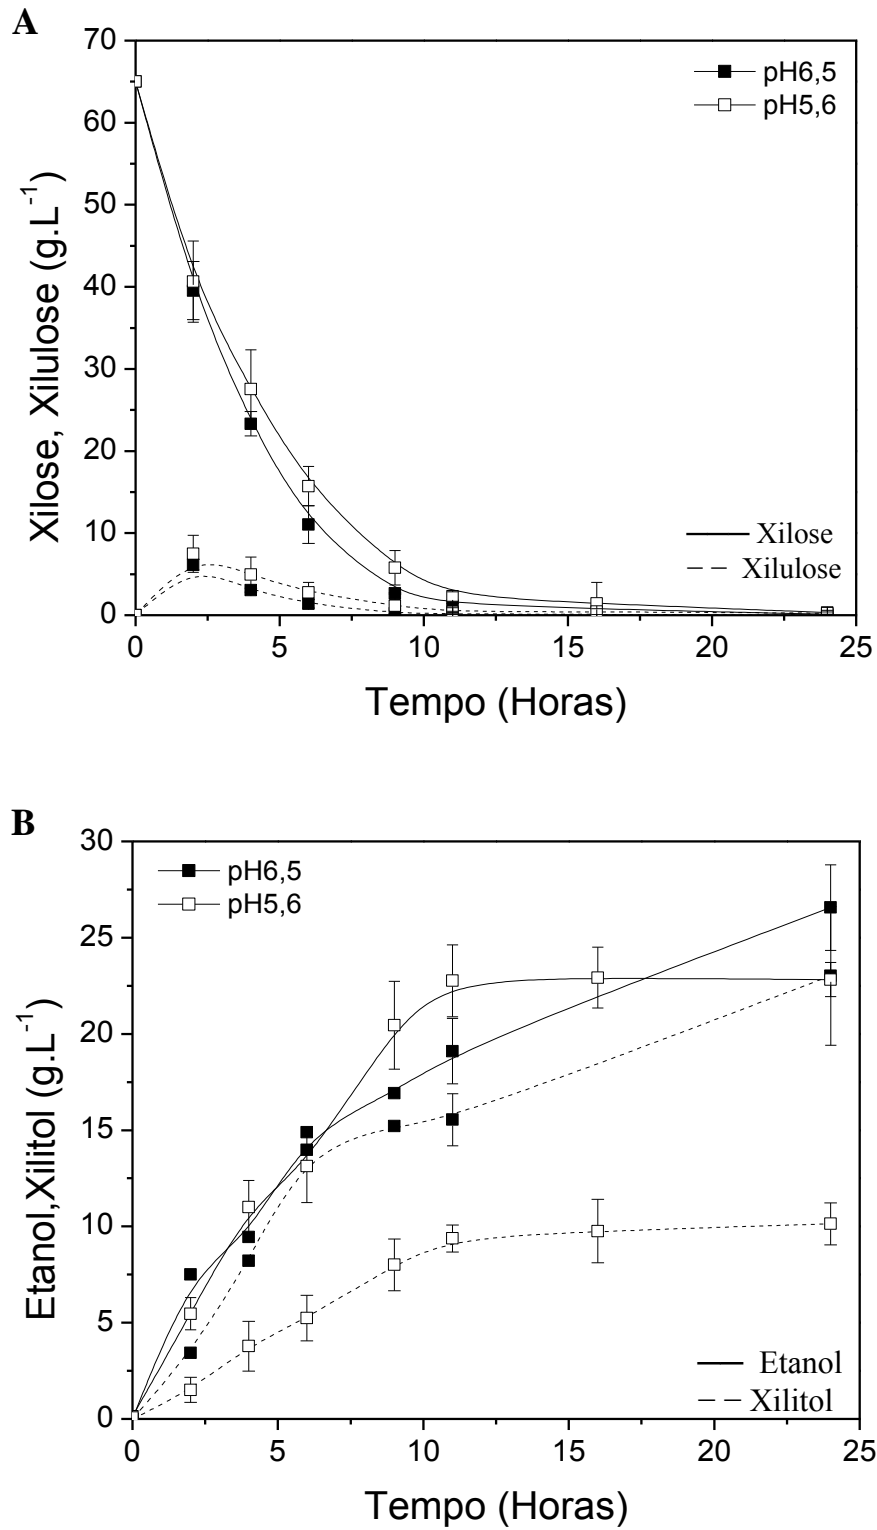 A
70
60
50
40
30
20
10
0
Xilose, Xilulose (g.L⁻¹)
pH6,5
pH5,6
Xilose
Xilulose
0 5 10 15 20 25
Tempo (Horas)
B
30
25
20
15
10
5
0
Etanol,Xilitol (g.L⁻¹)
pH6,5
pH5,6
Etanol
Xilitol
0 5 10 15 20 25
Tempo (Horas)